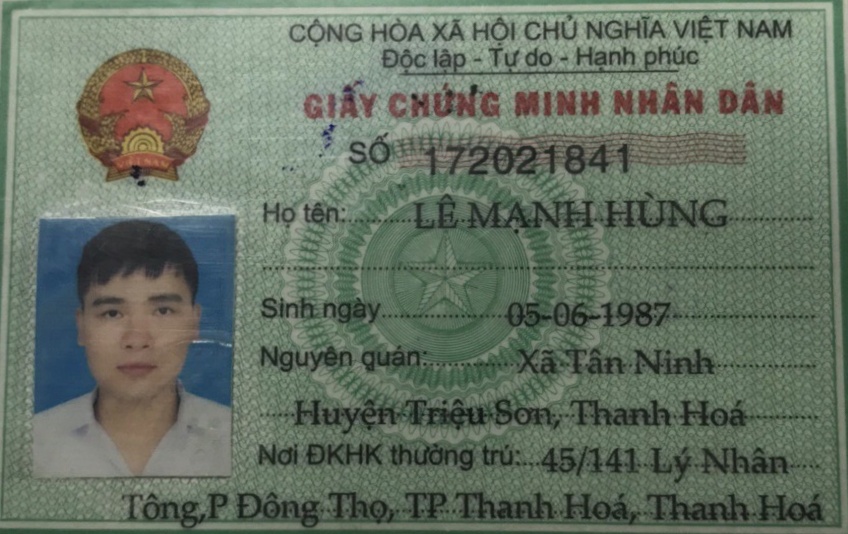 CỘNG HÒA XÃ HỘI CHỦ NGHĨA VIỆT NAM
Độc lập - Tự do - Hạnh phúc
GIẤY CHỨNG MINH NHÂN DÂN
SỐ 172021841
VIỆT NAM
Họ tên: LÊ MẠNH HÙNG
Sinh ngày 05-06-1987
Nguyên quán: Xã Tân Ninh
Huyện Triệu Sơn, Thanh Hoá
Nơi ĐKHK thường trú: 45/141 Lý Nhân
Tông,P Đông Thọ, TP Thanh Hoá, Thanh Hoá